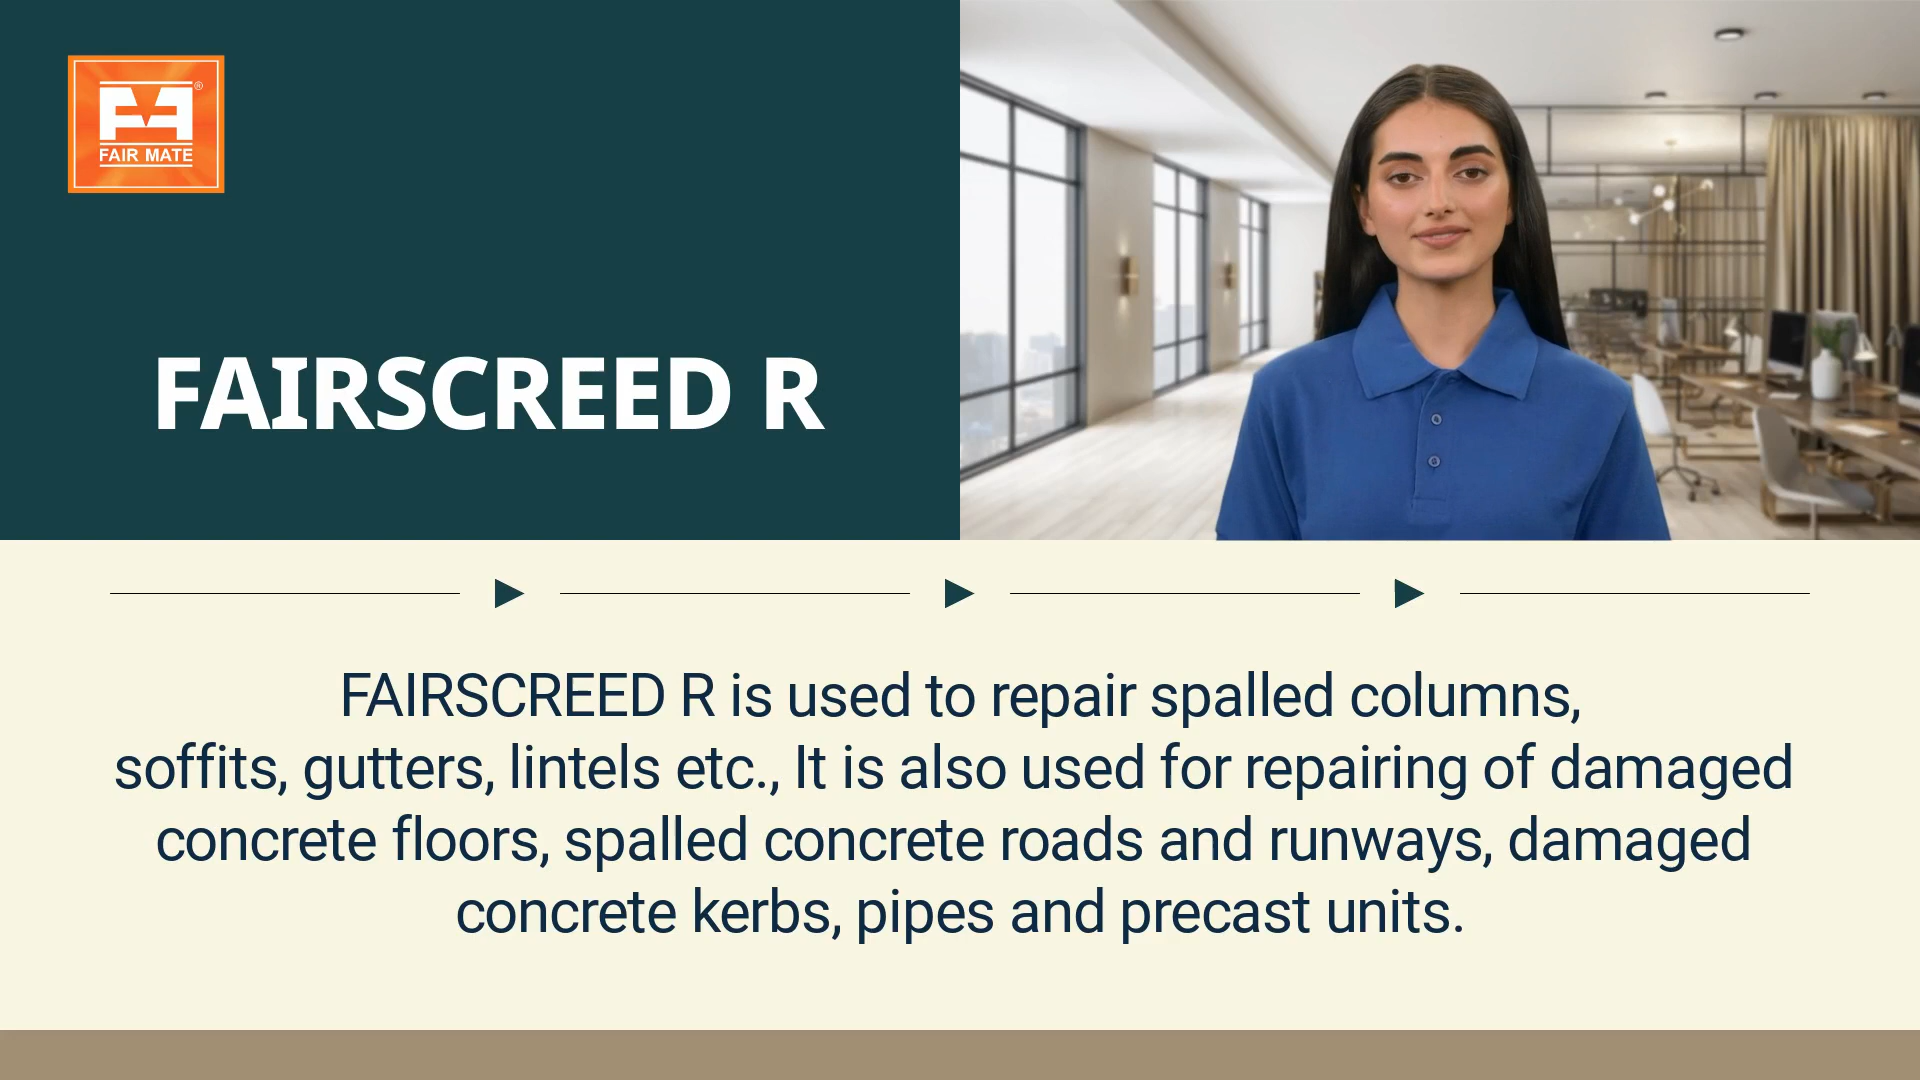 ®
FAIR MATE
FAIRSCREED R
FAIRSCREED R is used to repair spalled columns,
soffits, gutters, lintels etc., It is also used for repairing of damaged
concrete floors, spalled concrete roads and runways, damaged
concrete kerbs, pipes and precast units.